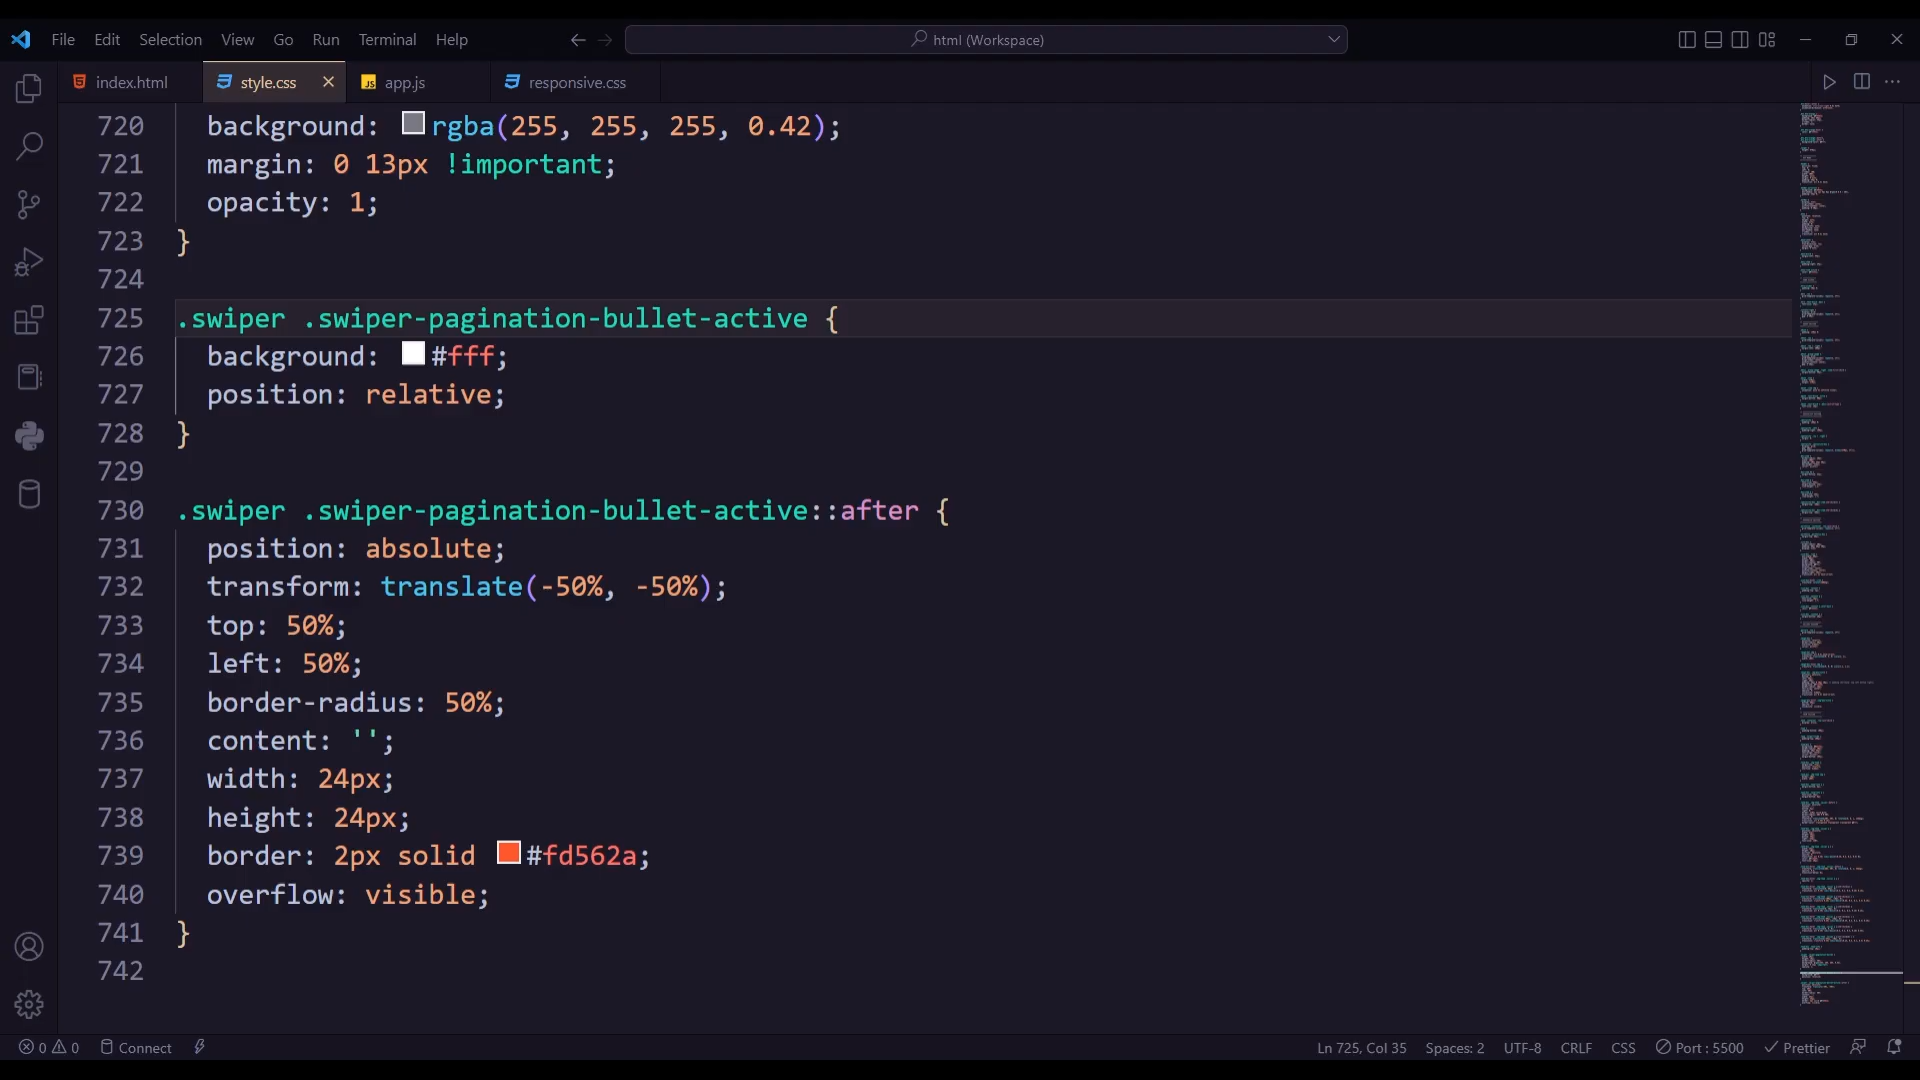 File Edit Selection View Go Run Terminal Help html (Workspace)
index.html style.css app.js responsive.css
720 background: rgba(255, 255, 255, 0.42);
721 margin: 0 13px !important;
722 opacity: 1;
723 }
724
725 .swiper .swiper-pagination-bullet-active {
726 background: #fff;
727 position: relative;
728 }
729
730 .swiper .swiper-pagination-bullet-active::after {
731 position: absolute;
732 transform: translate(-50%, -50%);
733 top: 50%;
734 left: 50%;
735 border-radius: 50%;
736 content: '';
737 width: 24px;
738 height: 24px;
739 border: 2px solid #fd562a;
740 overflow: visible;
741 }
742
0 0 Connect Ln 725, Col 35 Spaces: 2 UTF-8 CRLF CSS Port : 5500 Prettier